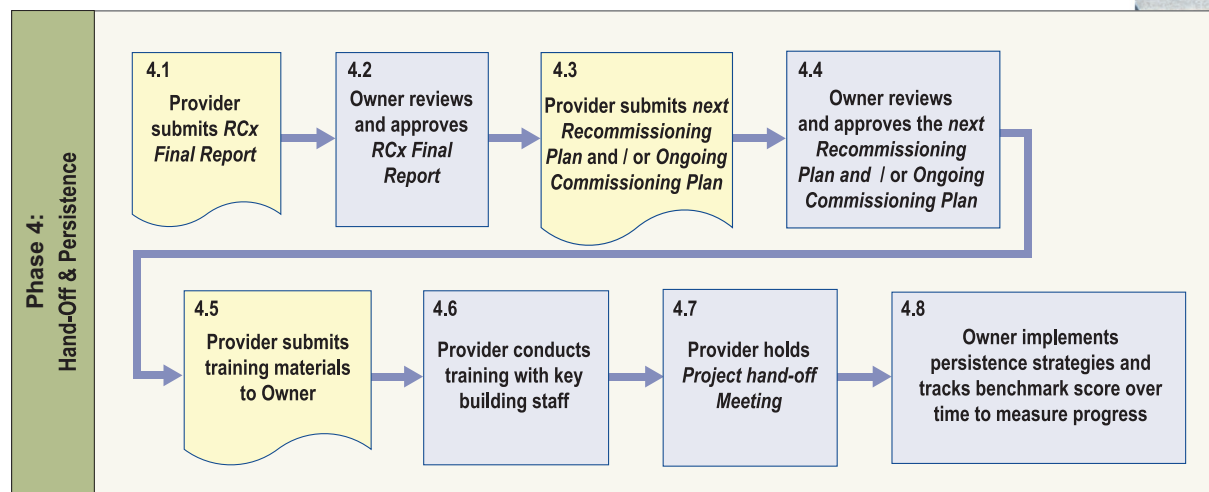 Phase 4:
Hand-Off & Persistence
4.1
Provider
submits RCx
Final Report
4.2
Owner reviews
and approves
RCx Final
Report
4.3
Provider submits next
Recommissioning
Plan and / or Ongoing
Commissioning Plan
4.4
Owner reviews
and approves the next
Recommissioning
Plan and / or Ongoing
Commissioning Plan
4.5
Provider submits
training materials
to Owner
4.6
Provider conducts
training with key
building staff
4.7
Provider holds
Project hand-off
Meeting
4.8
Owner implements
persistence strategies and
tracks benchmark score over
time to measure progress